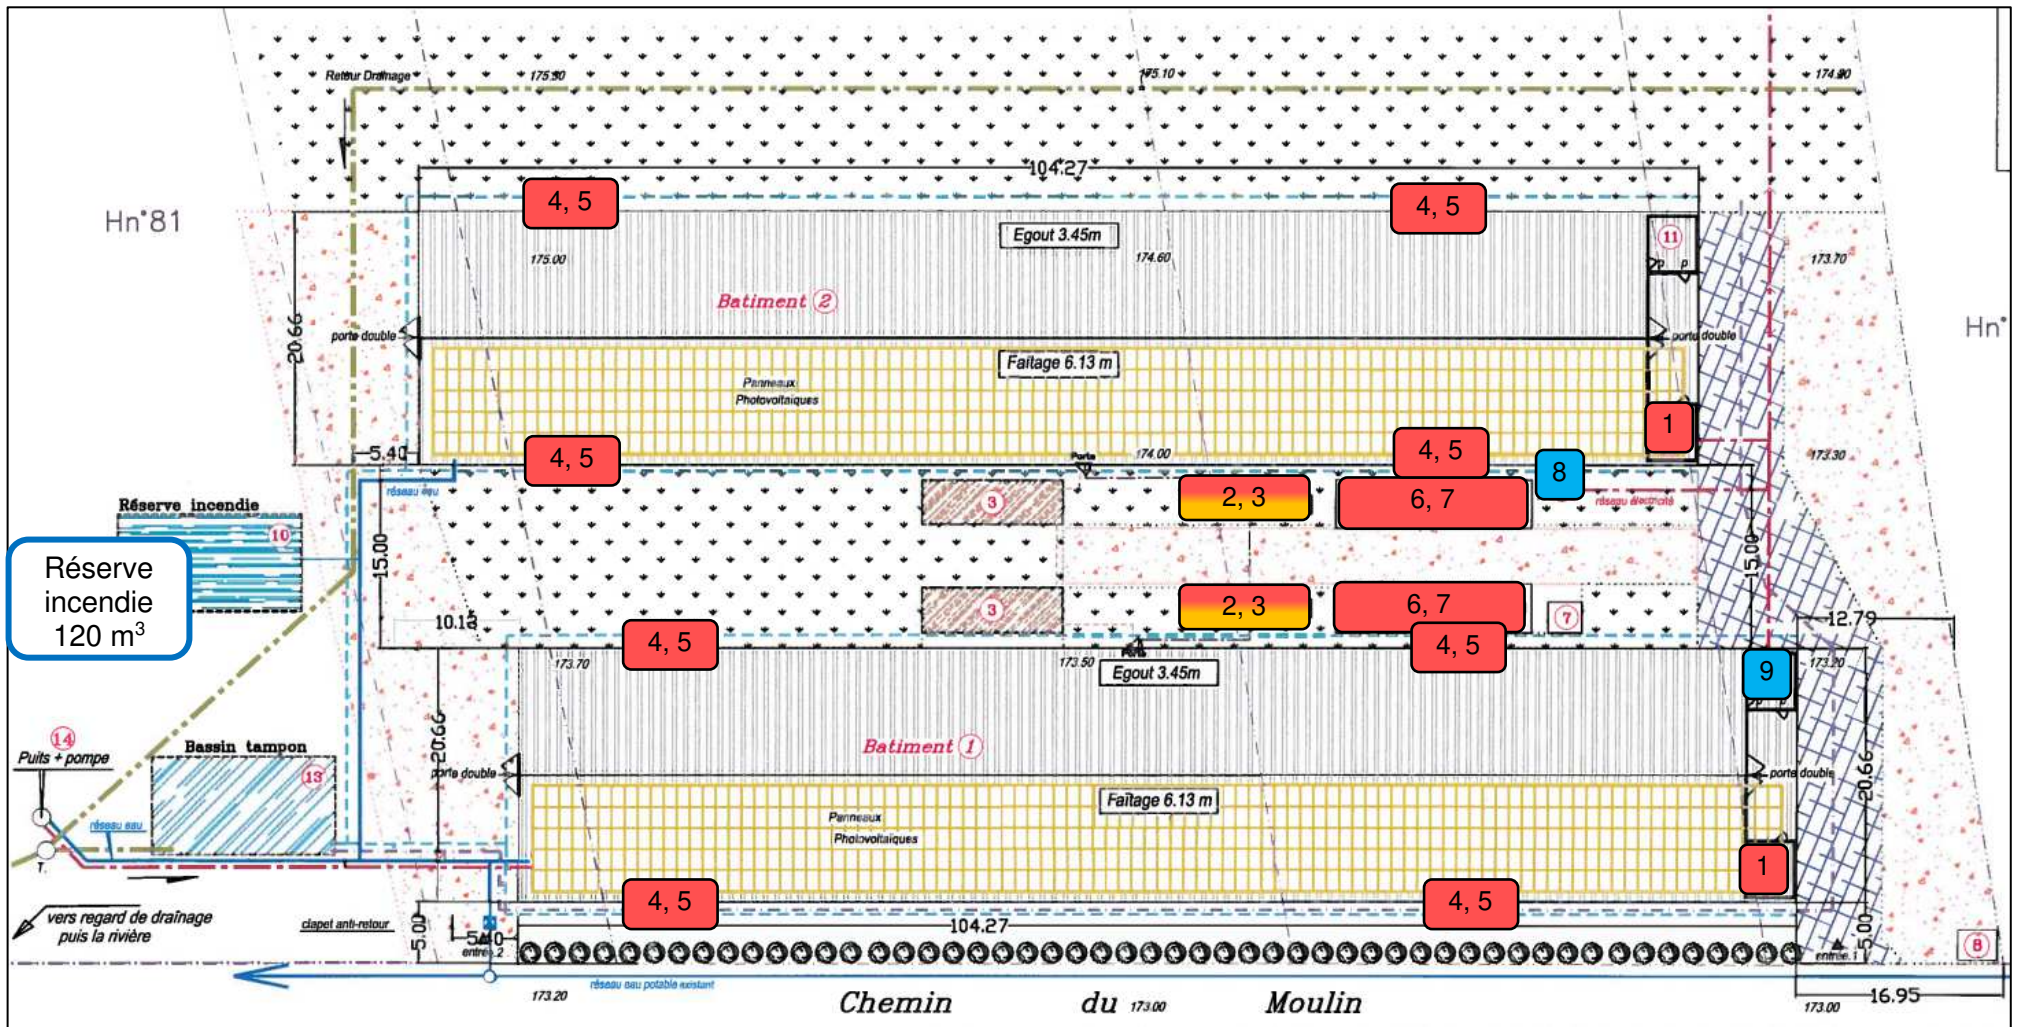 Retour Drainage
175.30
175.10
174.90
104.27
4, 5
4, 5
Hn°81
Egout 3.45m
11
175.00
174.60
P P
173.70
Batiment 2
20.66
porte double
porte double
Hn°
Faîtage 6.13 m
Panneaux
Photovoltaïques
1
5.40
4, 5
Porte
174.00
4, 5
173.30
8
réseau eau
Réserve incendie
3
2, 3
6, 7
réseau électricité
10
15.00
15.00
Réserve
incendie
120 m³
3
2, 3
6, 7
7
10.13
12.79
4, 5
4, 5
173.70
173.50
Porte
173.20
Egout 3.45m
9
14
Puits + pompe
Bassin tampon
13
20.66
Batiment 1
porte double
porte double
20.66
Faîtage 6.13 m
Panneaux
Photovoltaïques
réseau eau
T.
1
4, 5
4, 5
vers regard de draînage
puis la rivière
clapet anti-retour
5.00
5.40
entrée.2
104.27
5.00
entrée.1
8
réseau eau potable existant
173.20
Chemin du Moulin
173.00
16.95
173.00